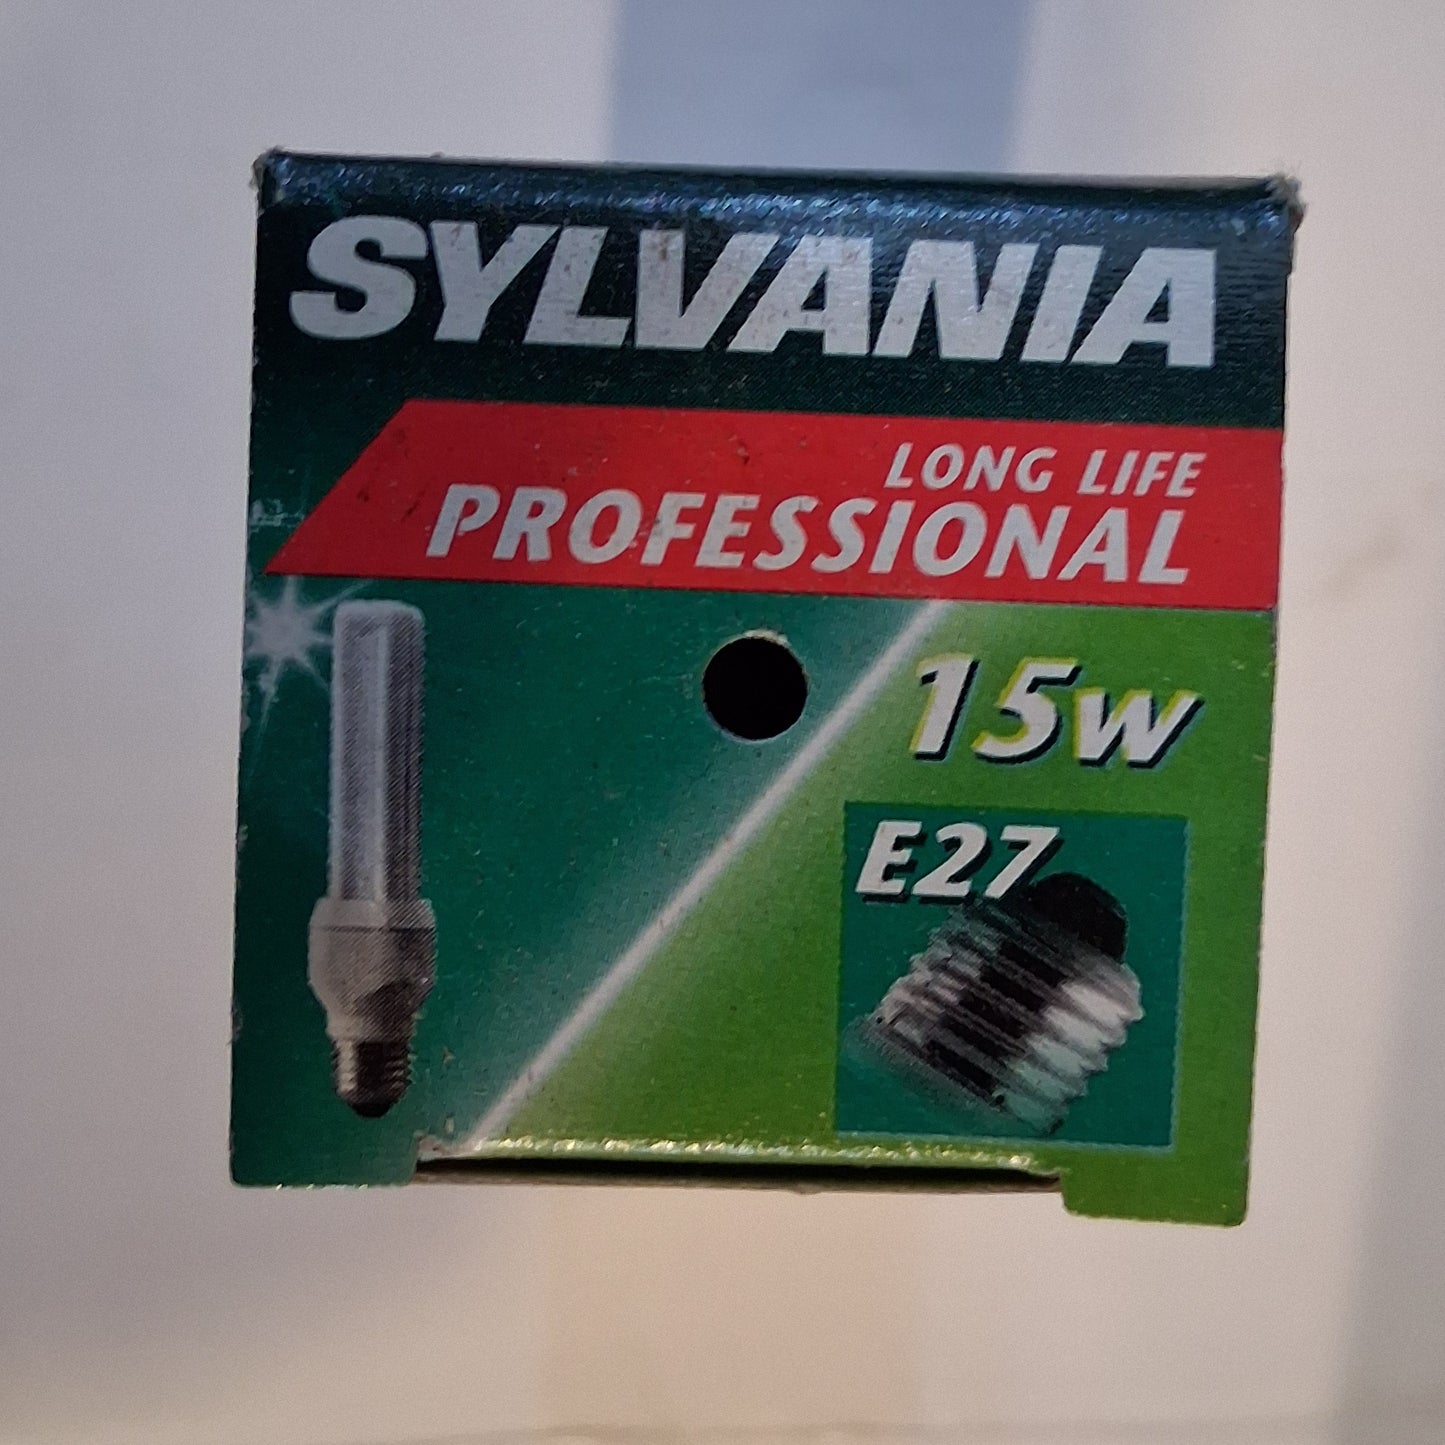 SYLVANIA
LONG LIFE
PROFESSIONAL
15w
E27